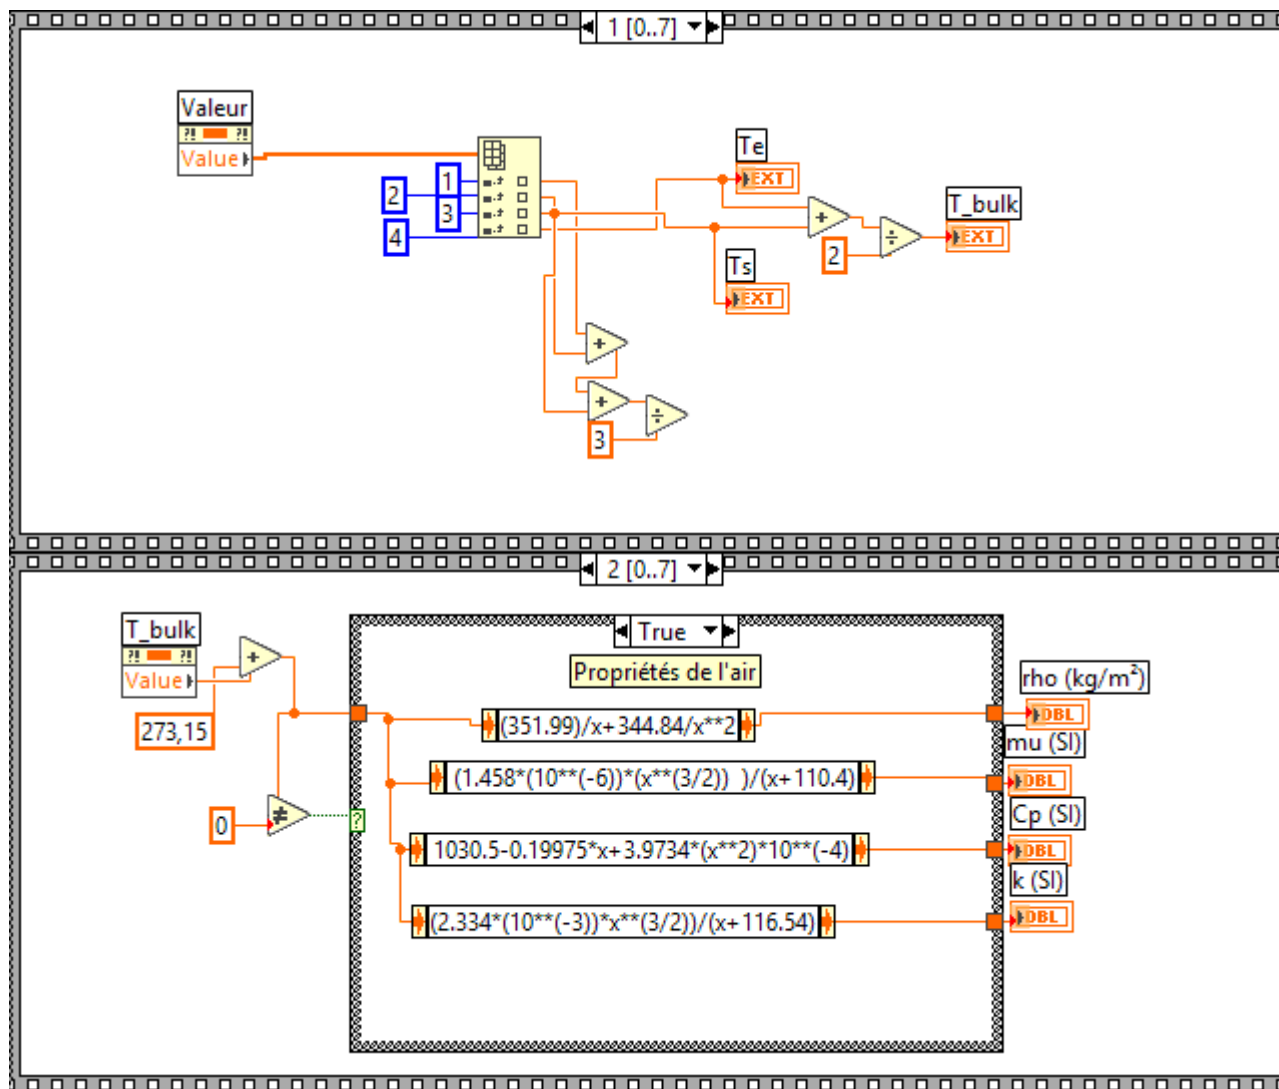 1 [0..7]
Valeur
Value
1
2
3
4
Te
EXT
T_bulk
EXT
+
÷
2
Ts
EXT
+
+
÷
3
2 [0..7]
T_bulk
Value
+
273,15
0
≠
?
True
Propriétés de l'air
(351.99)/x+344.84/x**2
(1.458*(10**(-6))*(x**(3/2)) )/(x+110.4)
1030.5-0.19975*x+3.9734*(x**2)*10**(-4)
(2.334*(10**(-3))*x**(3/2))/(x+116.54)
rho (kg/m²)
DBL
mu (SI)
DBL
Cp (SI)
DBL
k (SI)
DBL